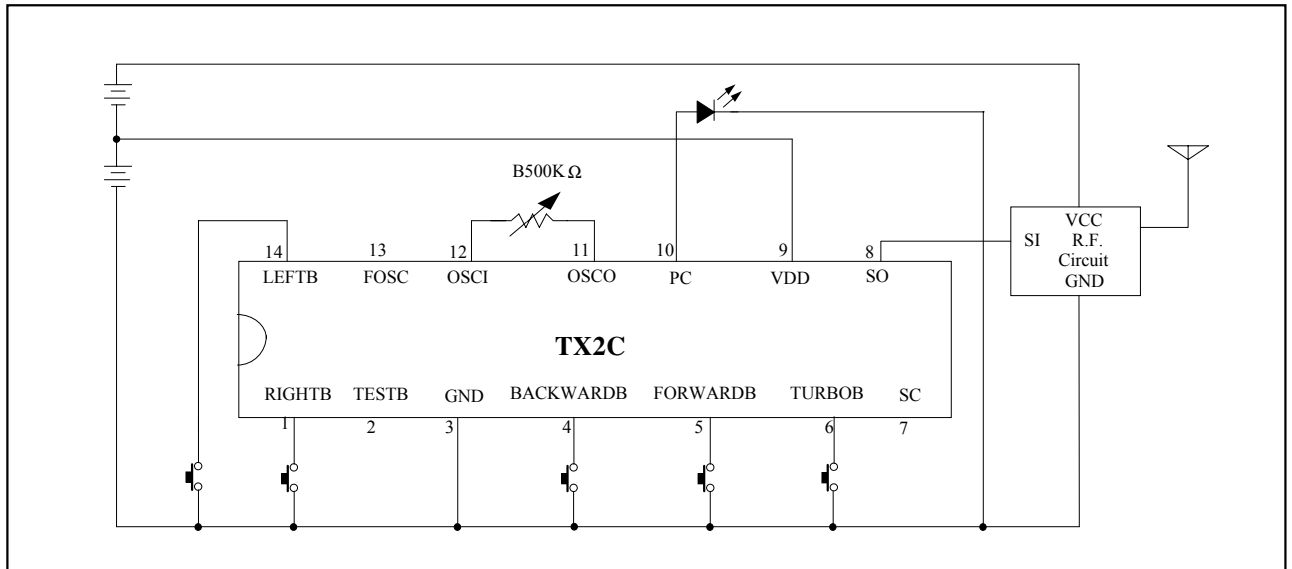 B500KΩ
VCC
SI R.F.
Circuit
GND
14 13 12 11 10 9 8
LEFTB FOSC OSCI OSCO PC VDD SO
TX2C
RIGHTB TESTB GND BACKWARDB FORWARDB TURBOB SC
1 2 3 4 5 6 7